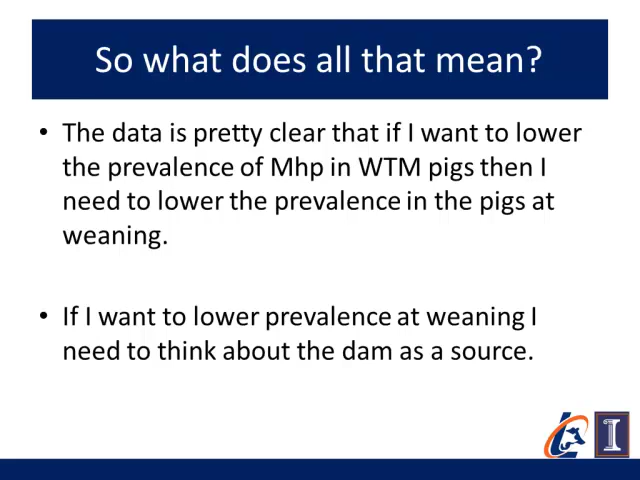 So what does all that mean?
• The data is pretty clear that if I want to lower
the prevalence of Mhp in WTM pigs then I
need to lower the prevalence in the pigs at
weaning.
• If I want to lower prevalence at weaning I
need to think about the dam as a source.
I